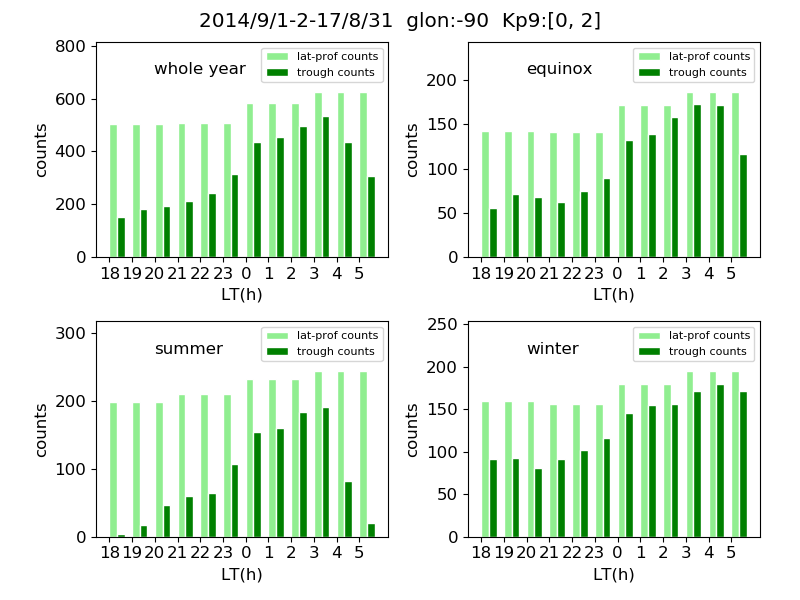 2014/9/1-2-17/8/31  glon:-90  Kp9:[0, 2]
whole year
lat-prof counts
trough counts
counts
800
600
400
200
0
18 19 20 21 22 23 0 1 2 3 4 5
LT(h)
equinox
lat-prof counts
trough counts
counts
200
150
100
50
0
18 19 20 21 22 23 0 1 2 3 4 5
LT(h)
summer
lat-prof counts
trough counts
counts
300
200
100
0
18 19 20 21 22 23 0 1 2 3 4 5
LT(h)
winter
lat-prof counts
trough counts
counts
250
200
150
100
50
0
18 19 20 21 22 23 0 1 2 3 4 5
LT(h)